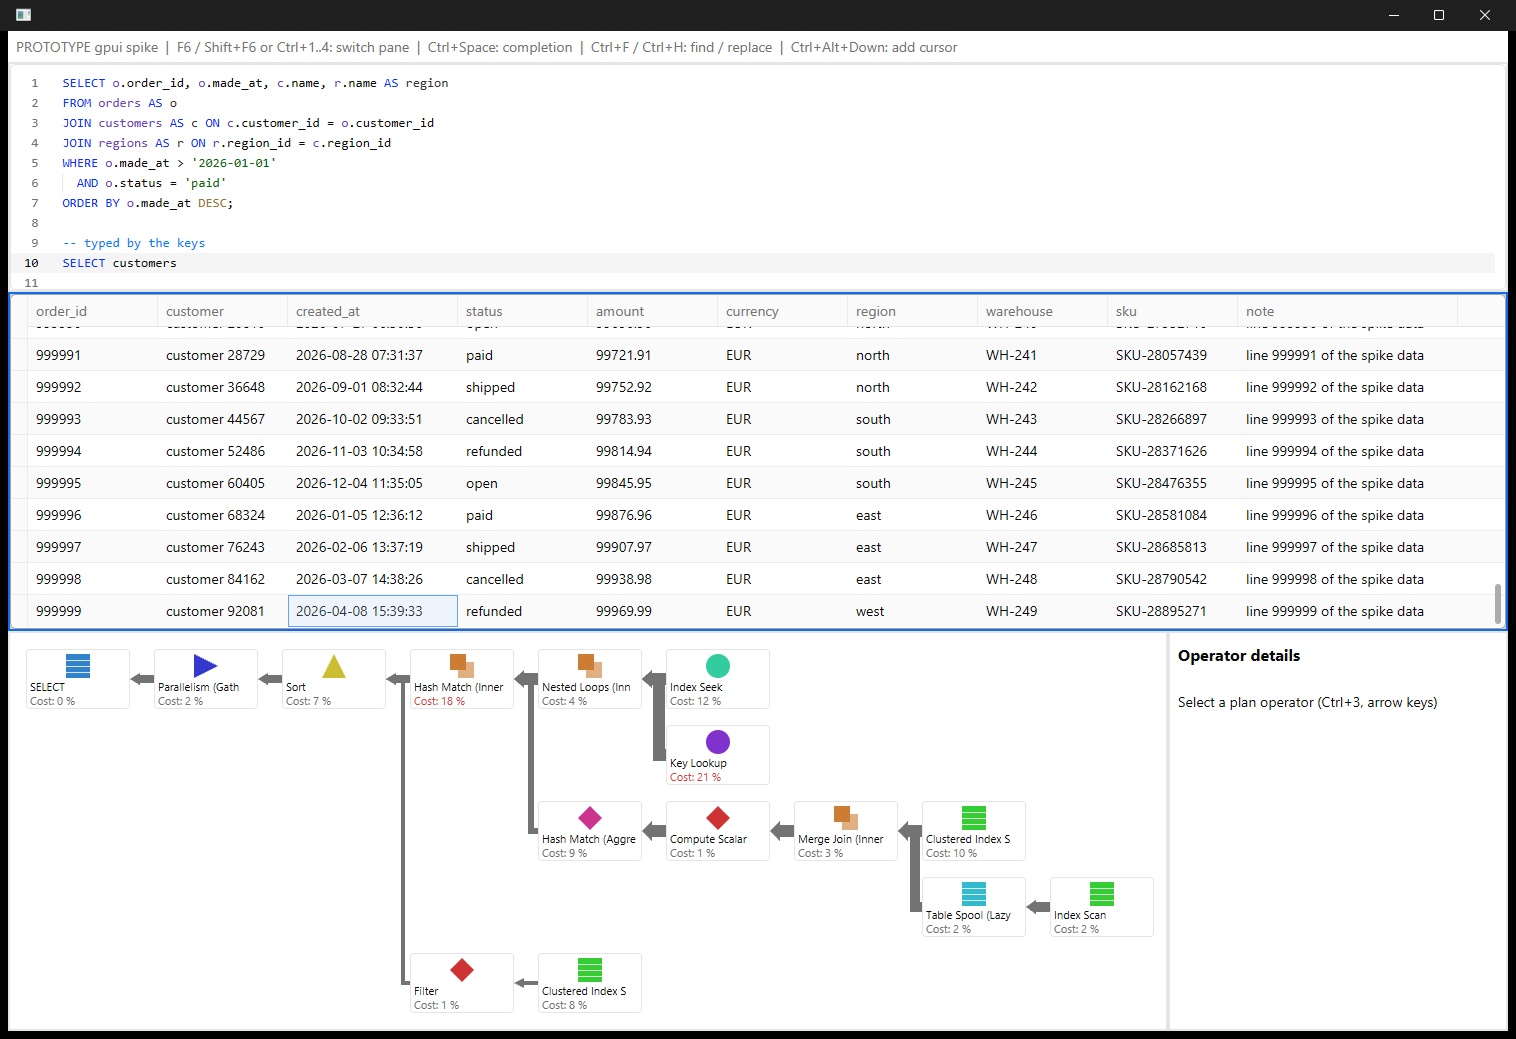 PROTOTYPE gpui spike | F6 / Shift+F6 or Ctrl+1..4: switch pane | Ctrl+Space: completion | Ctrl+F / Ctrl+H: find / replace | Ctrl+Alt+Down: add cursor
1 SELECT o.order_id, o.made_at, c.name, r.name AS region
2 FROM orders AS o
3 JOIN customers AS c ON c.customer_id = o.customer_id
4 JOIN regions AS r ON r.region_id = c.region_id
5 WHERE o.made_at > '2026-01-01'
6 AND o.status = 'paid'
7 ORDER BY o.made_at DESC;
8
9 -- typed by the keys
10 SELECT customers
11
order_id customer created_at status amount currency region warehouse sku note
999991 customer 28729 2026-08-28 07:31:37 paid 99721.91 EUR north WH-241 SKU-28057439 line 999991 of the spike data
999992 customer 36648 2026-09-01 08:32:44 shipped 99752.92 EUR north WH-242 SKU-28162168 line 999992 of the spike data
999993 customer 44567 2026-10-02 09:33:51 cancelled 99783.93 EUR south WH-243 SKU-28266897 line 999993 of the spike data
999994 customer 52486 2026-11-03 10:34:58 refunded 99814.94 EUR south WH-244 SKU-28371626 line 999994 of the spike data
999995 customer 60405 2026-12-04 11:35:05 open 99845.95 EUR south WH-245 SKU-28476355 line 999995 of the spike data
999996 customer 68324 2026-01-05 12:36:12 paid 99876.96 EUR east WH-246 SKU-28581084 line 999996 of the spike data
999997 customer 76243 2026-02-06 13:37:19 shipped 99907.97 EUR east WH-247 SKU-28685813 line 999997 of the spike data
999998 customer 84162 2026-03-07 14:38:26 cancelled 99938.98 EUR east WH-248 SKU-28790542 line 999998 of the spike data
999999 customer 92081 2026-04-08 15:39:33 refunded 99969.99 EUR west WH-249 SKU-28895271 line 999999 of the spike data
SELECT
Cost: 0 %
Parallelism (Gath
Cost: 2 %
Sort
Cost: 7 %
Hash Match (Inner
Cost: 18 %
Nested Loops (Inn
Cost: 4 %
Index Seek
Cost: 12 %
Key Lookup
Cost: 21 %
Hash Match (Aggre
Cost: 9 %
Compute Scalar
Cost: 1 %
Merge Join (Inner
Cost: 3 %
Clustered Index S
Cost: 10 %
Table Spool (Lazy
Cost: 2 %
Index Scan
Cost: 2 %
Filter
Cost: 1 %
Clustered Index S
Cost: 8 %
Operator details
Select a plan operator (Ctrl+3, arrow keys)